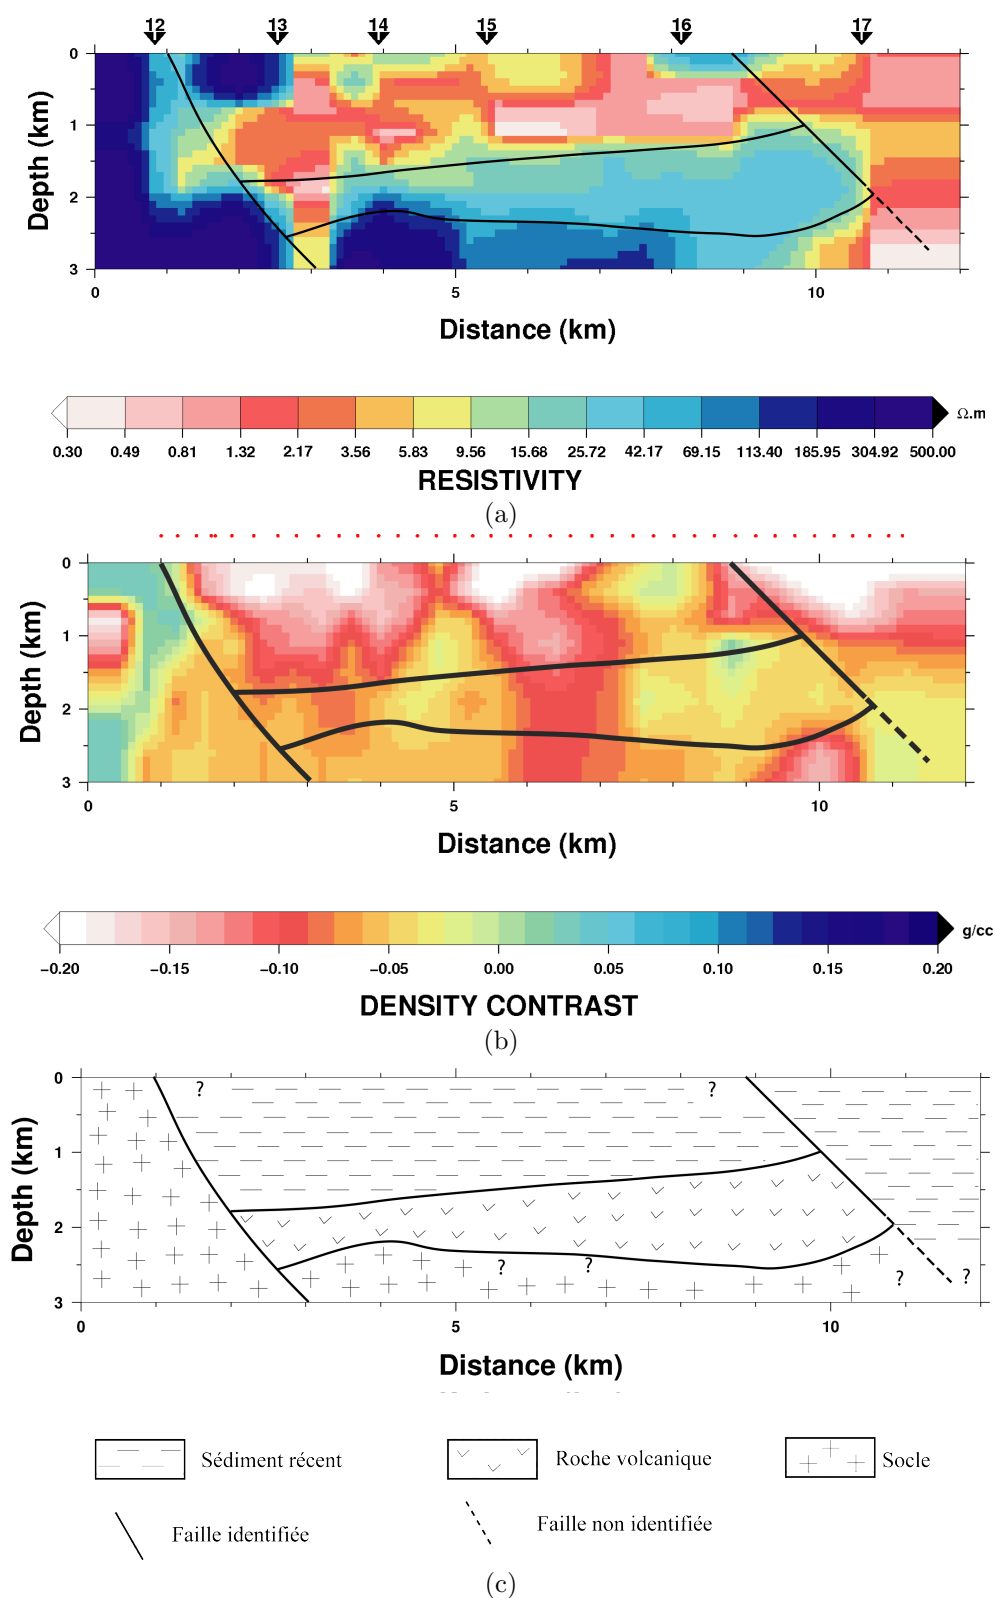 12 13 14 15 16 17
0
1
2
3
Depth (km)
0 5 10
Distance (km)
0.30 0.49 0.81 1.32 2.17 3.56 5.83 9.56 15.68 25.72 42.17 69.15 113.40 185.95 304.92 500.00
Ω.m
RESISTIVITY
(a)
0
1
2
3
Depth (km)
0 5 10
Distance (km)
g/cc
−0.20 −0.15 −0.10 −0.05 0.00 0.05 0.10 0.15 0.20
DENSITY CONTRAST
(b)
0
1
2
3
Depth (km)
? ?
? ? ? ?
0 5 10
Distance (km)
Sédiment récent
Roche volcanique
Socle
Faille identifiée
Faille non identifiée
(c)